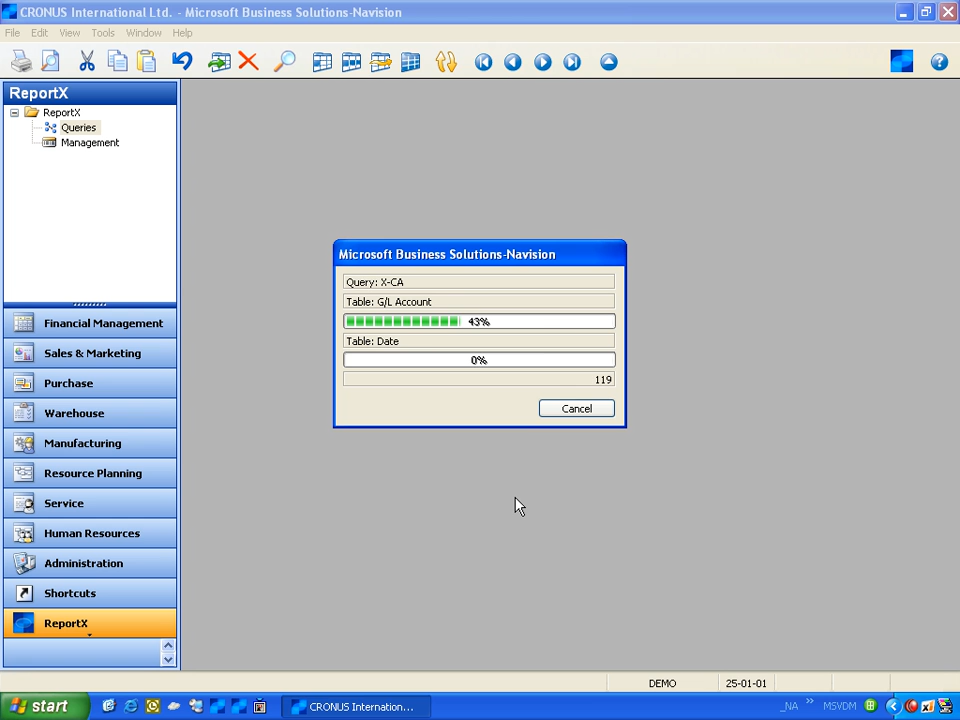 CRONUS International Ltd. - Microsoft Business Solutions-Navision
File Edit View Tools Window Help
ReportX
ReportX
Queries
Management
Microsoft Business Solutions-Navision
Query: X-CA
Table: G/L Account
43%
Table: Date
0%
119
Cancel
Financial Management
Sales & Marketing
Purchase
Warehouse
Manufacturing
Resource Planning
Service
Human Resources
Administration
Shortcuts
ReportX
DEMO 25-01-01
start CRONUS Internation... _NA » MSVDM